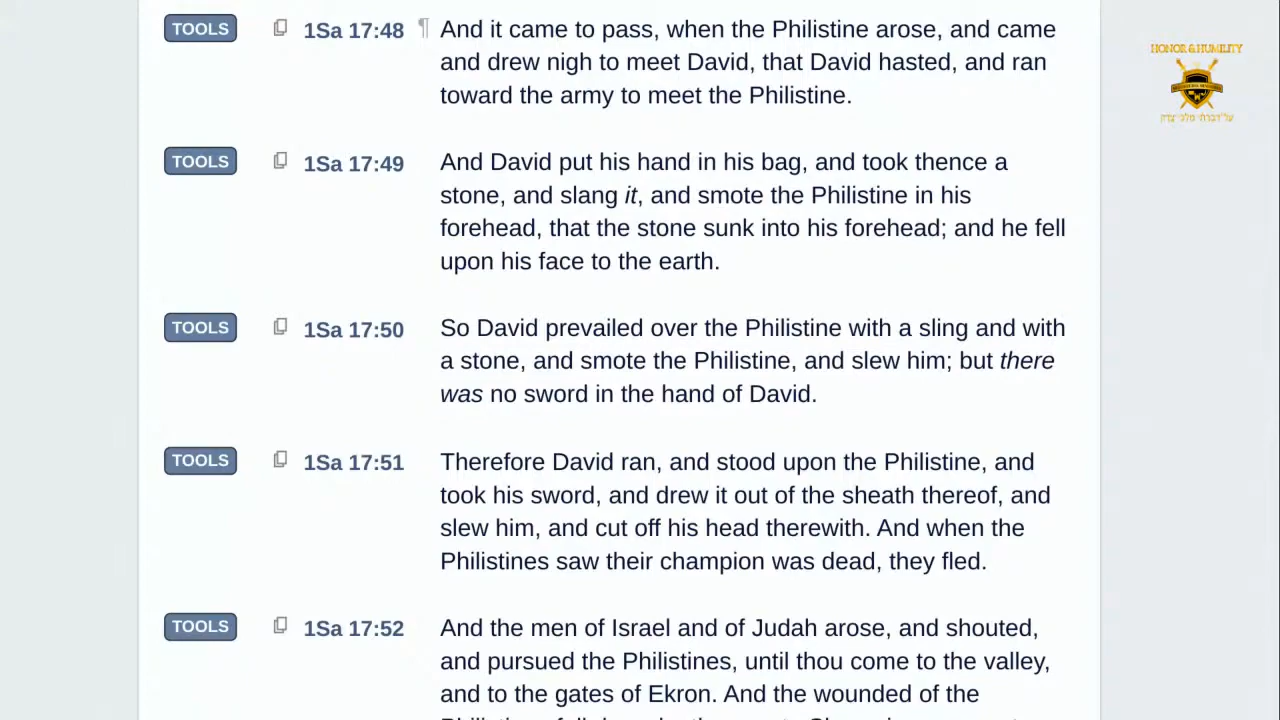 TOOLS 1Sa 17:48 ¶ And it came to pass, when the Philistine arose, and came
and drew nigh to meet David, that David hasted, and ran
toward the army to meet the Philistine.
TOOLS 1Sa 17:49 And David put his hand in his bag, and took thence a
stone, and slang it, and smote the Philistine in his
forehead, that the stone sunk into his forehead; and he fell
upon his face to the earth.
TOOLS 1Sa 17:50 So David prevailed over the Philistine with a sling and with
a stone, and smote the Philistine, and slew him; but there
was no sword in the hand of David.
TOOLS 1Sa 17:51 Therefore David ran, and stood upon the Philistine, and
took his sword, and drew it out of the sheath thereof, and
slew him, and cut off his head therewith. And when the
Philistines saw their champion was dead, they fled.
TOOLS 1Sa 17:52 And the men of Israel and of Judah arose, and shouted,
and pursued the Philistines, until thou come to the valley,
and to the gates of Ekron. And the wounded of the
HONOR & HUMILITY